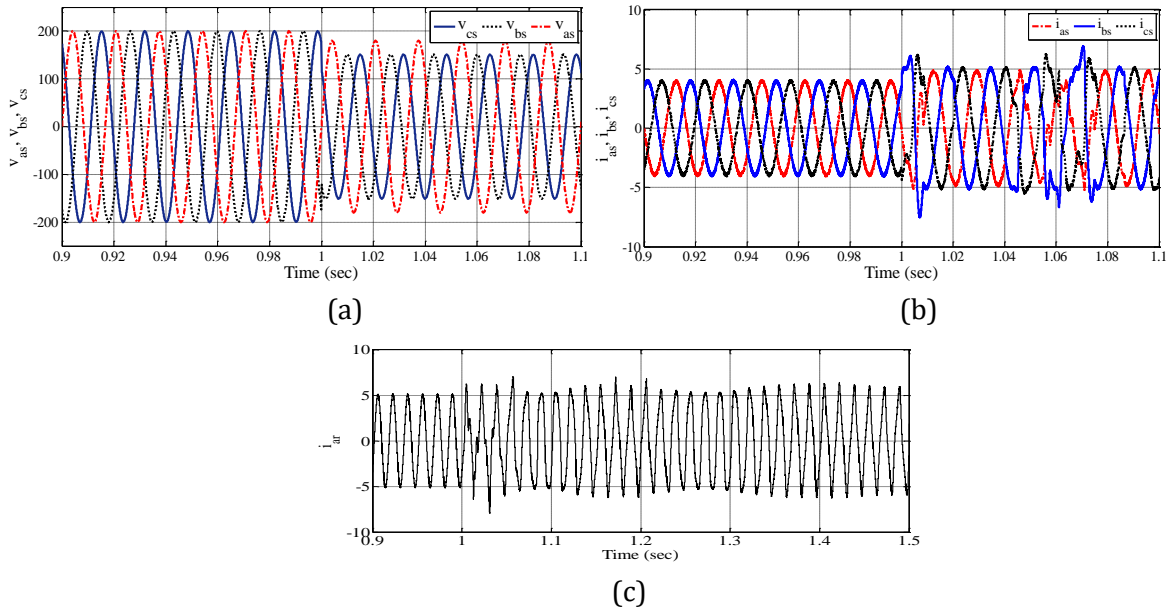 v_cs v_bs v_as
200
100
0
-100
-200
v_as, v_bs, v_cs
0.9 0.92 0.94 0.96 0.98 1 1.02 1.04 1.06 1.08 1.1
Time (sec)
(a)
i_as i_bs i_cs
10
5
0
-5
-10
i_as, i_bs, i_cs
0.9 0.92 0.94 0.96 0.98 1 1.02 1.04 1.06 1.08 1.1
Time (sec)
(b)
10
5
0
-5
-10
i_ar
0.9 1 1.1 1.2 1.3 1.4 1.5
Time (sec)
(c)